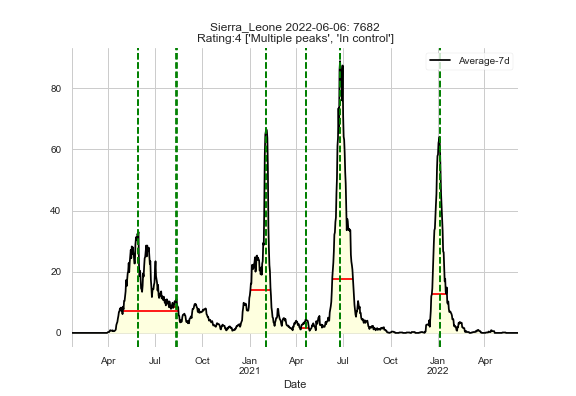 Sierra_Leone 2022-06-06: 7682
Rating:4 ['Multiple peaks', 'In control']
Average-7d
80
60
40
20
0
Apr Jul Oct Jan Apr Jul Oct Jan Apr
2021 2022
Date